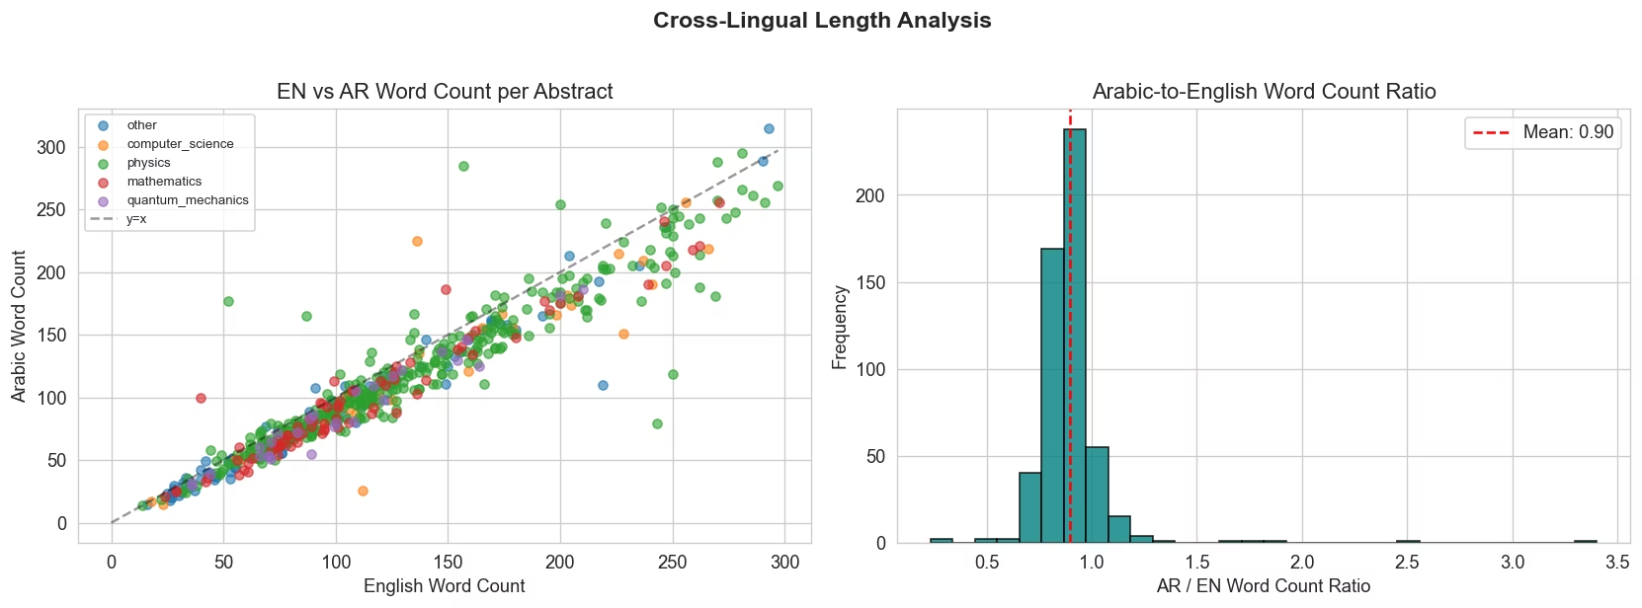 Cross-Lingual Length Analysis
EN vs AR Word Count per Abstract
Arabic Word Count
300
250
200
150
100
50
0
other
computer_science
physics
mathematics
quantum_mechanics
y=x
0 50 100 150 200 250 300
English Word Count
Arabic-to-English Word Count Ratio
Frequency
200
150
100
50
0
Mean: 0.90
0.5 1.0 1.5 2.0 2.5 3.0 3.5
AR / EN Word Count Ratio